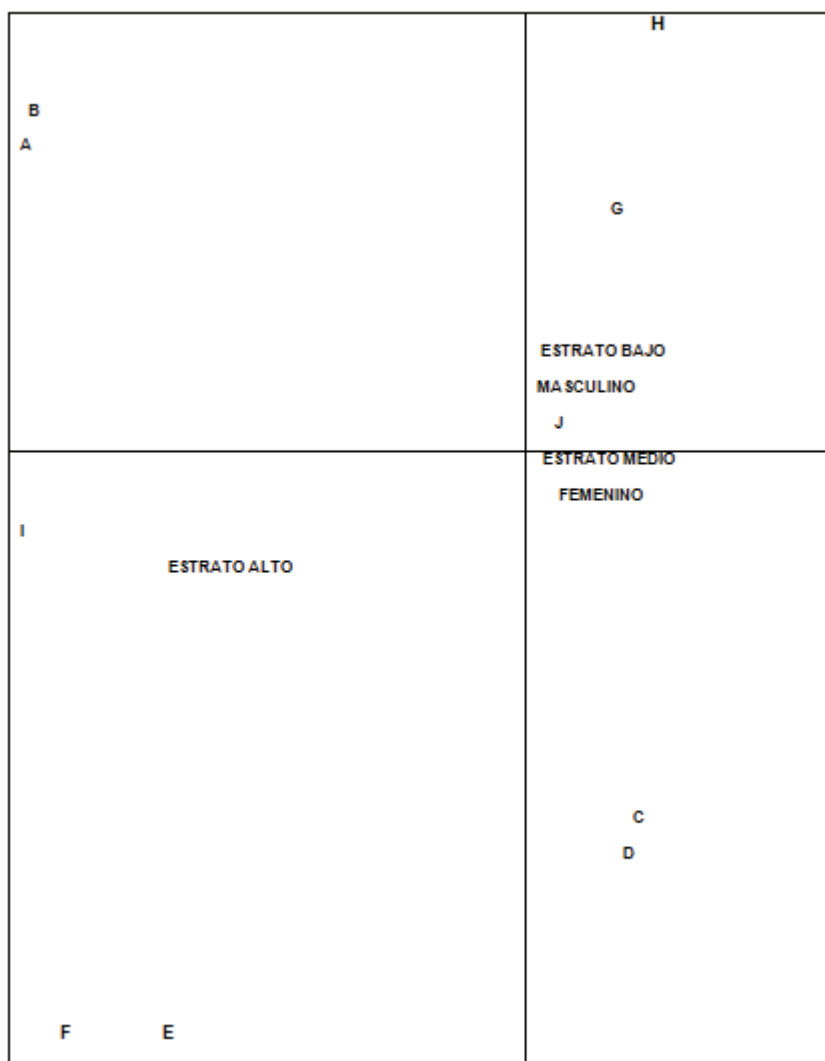 H
B
A
G
ESTRATO BAJO
MASCULINO
J
ESTRATO MEDIO
FEMENINO
I
ESTRATO ALTO
C
D
F E